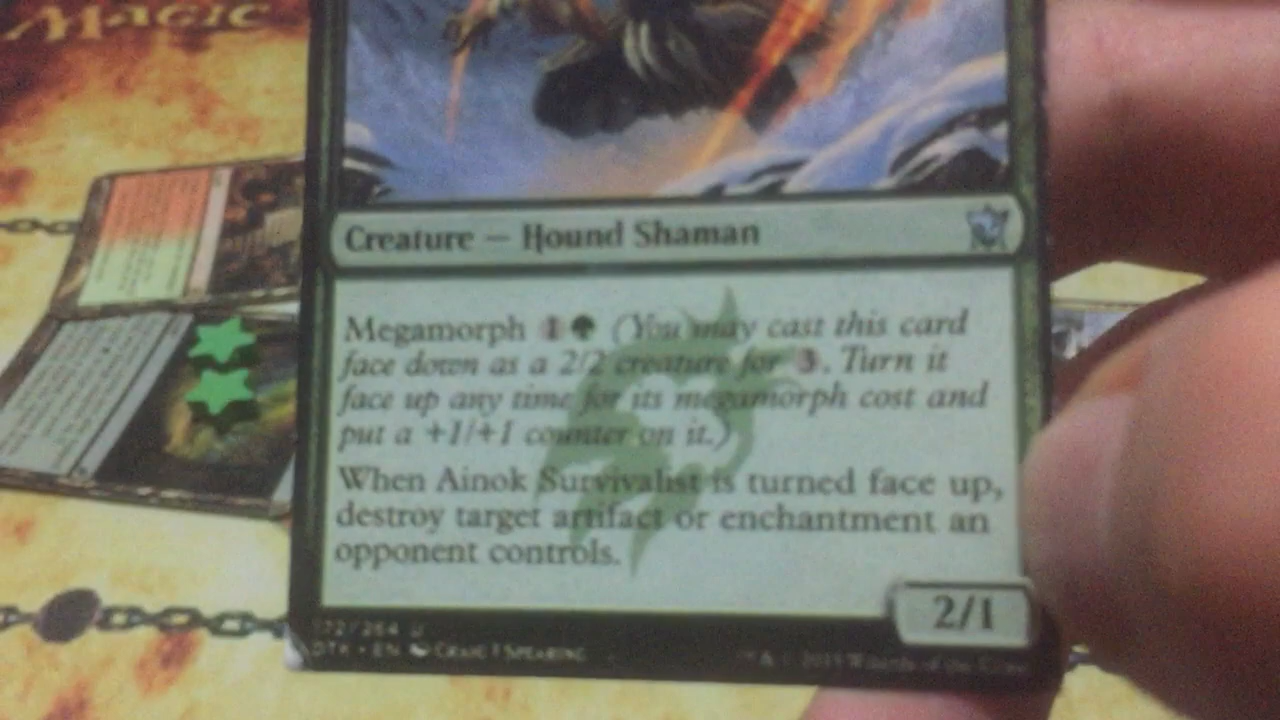 MAGIC
Creature — Hound Shaman
Megamorph 1 (You may cast this card
face down as a 2/2 creature for 3. Turn it
face up any time for its megamorph cost and
put a +1/+1 counter on it.)
When Ainok Survivalist is turned face up,
destroy target artifact or enchantment an
opponent controls.
2/1
172/264 U
DTK • EN Craig J Spearing
™ & © 2015 Wizards of the Coast